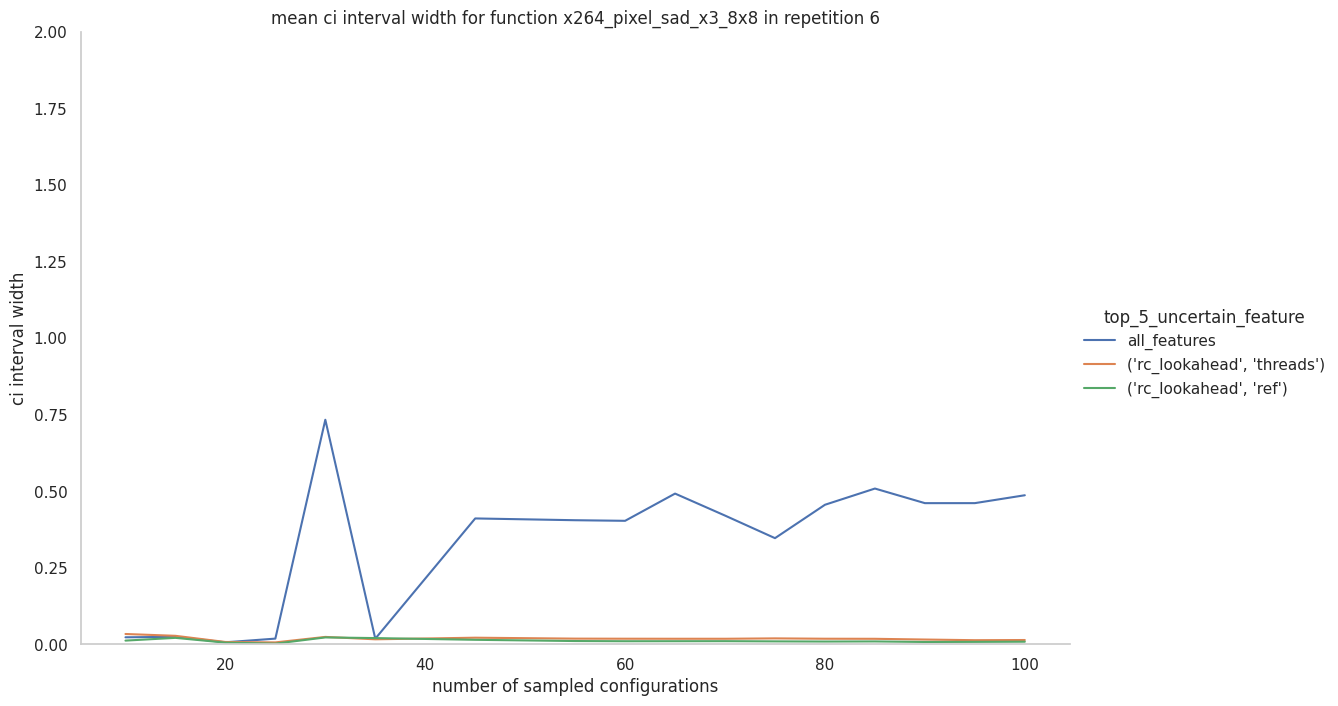 mean ci interval width for function x264_pixel_sad_x3_8x8 in repetition 6
2.00
1.75
1.50
1.25
1.00
0.75
0.50
0.25
0.00
ci interval width
20
40
60
80
100
number of sampled configurations
top_5_uncertain_feature
all_features
('rc_lookahead', 'threads')
('rc_lookahead', 'ref')